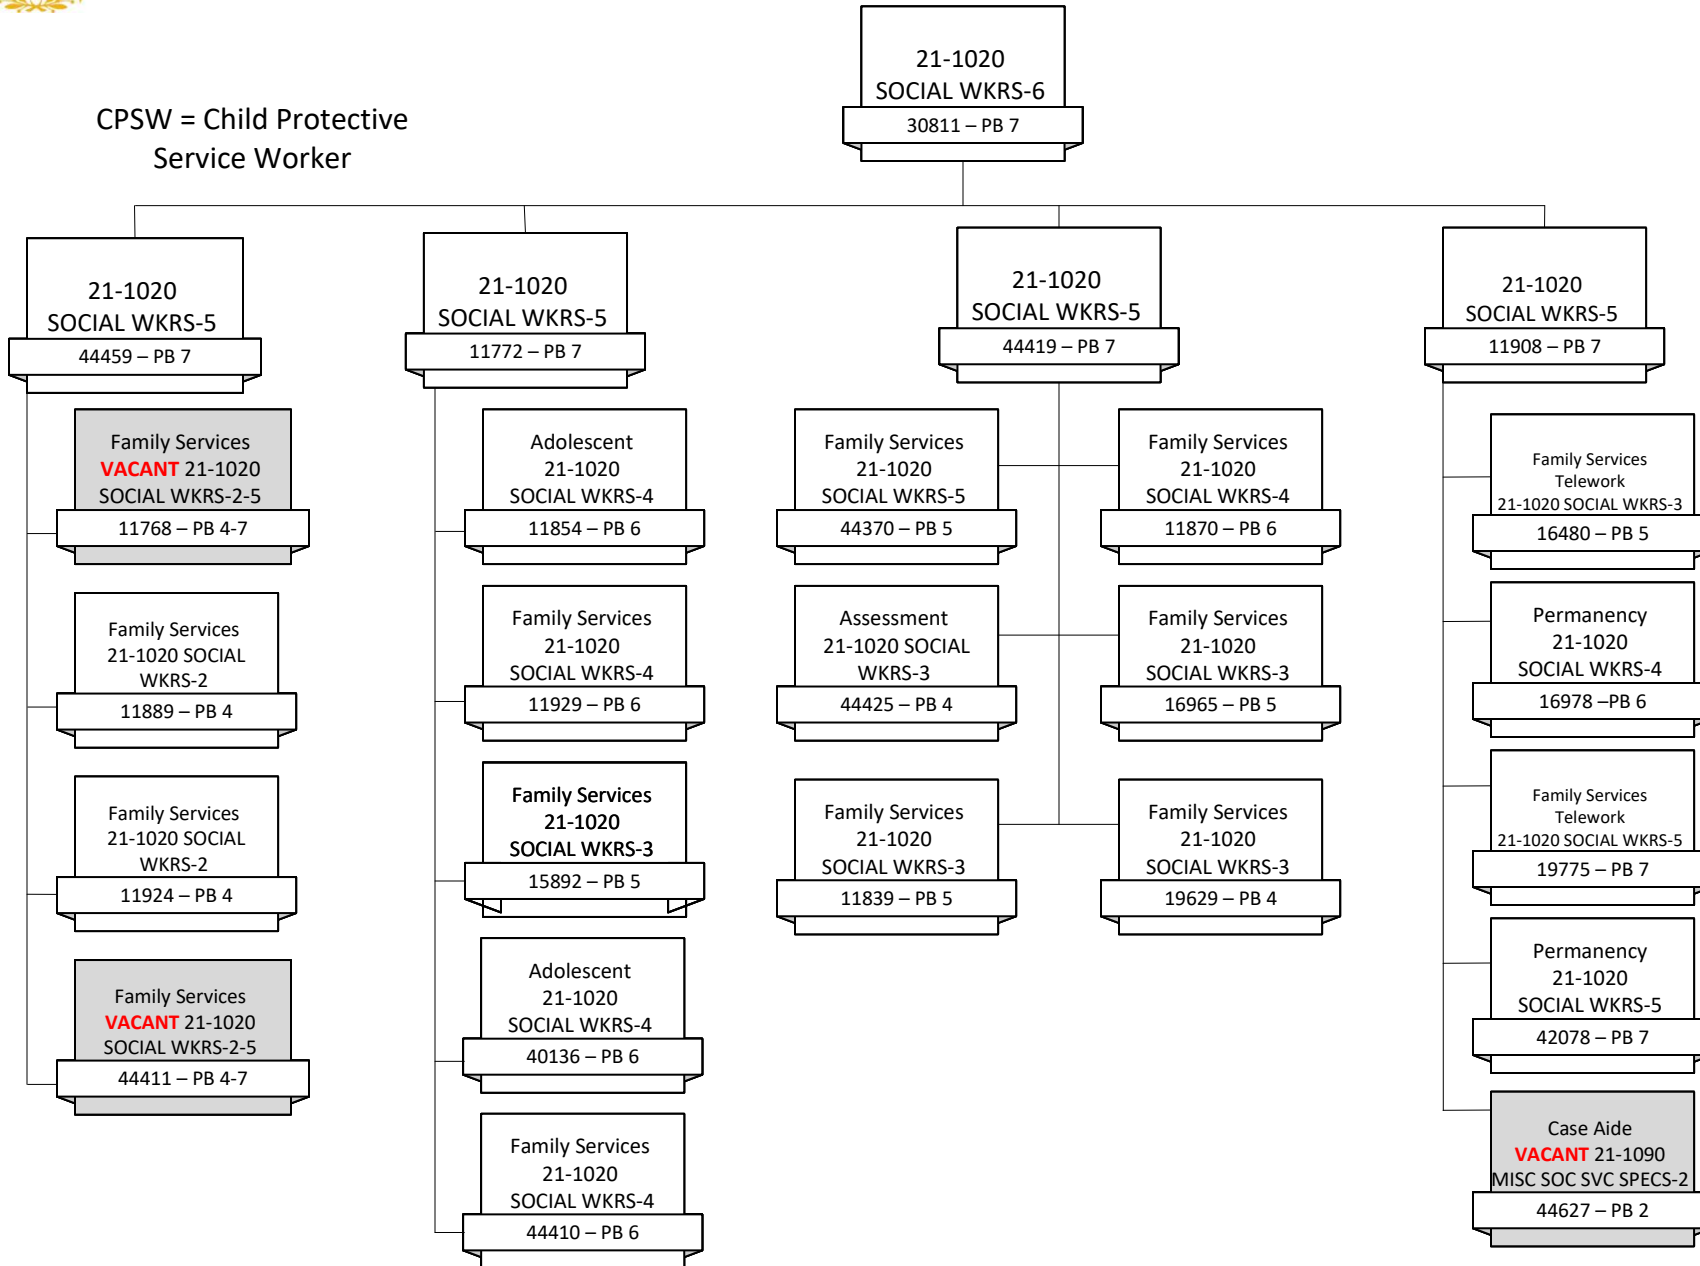 21-1020
SOCIAL WKRS-6
30811 – PB 7
CPSW = Child Protective
Service Worker
21-1020
SOCIAL WKRS-5
44459 – PB 7
Family Services
VACANT 21-1020
SOCIAL WKRS-2-5
11768 – PB 4-7
Family Services
21-1020 SOCIAL
WKRS-2
11889 – PB 4
Family Services
21-1020 SOCIAL
WKRS-2
11924 – PB 4
Family Services
VACANT 21-1020
SOCIAL WKRS-2-5
44411 – PB 4-7
21-1020
SOCIAL WKRS-5
11772 – PB 7
Adolescent
21-1020
SOCIAL WKRS-4
11854 – PB 6
Family Services
21-1020
SOCIAL WKRS-4
11929 – PB 6
Family Services
21-1020
SOCIAL WKRS-3
15892 – PB 5
Adolescent
21-1020
SOCIAL WKRS-4
40136 – PB 6
Family Services
21-1020
SOCIAL WKRS-4
44410 – PB 6
21-1020
SOCIAL WKRS-5
44419 – PB 7
Family Services
21-1020
SOCIAL WKRS-5
44370 – PB 5
Family Services
21-1020
SOCIAL WKRS-4
11870 – PB 6
Assessment
21-1020 SOCIAL
WKRS-3
44425 – PB 4
Family Services
21-1020
SOCIAL WKRS-3
16965 – PB 5
Family Services
21-1020
SOCIAL WKRS-3
11839 – PB 5
Family Services
21-1020
SOCIAL WKRS-3
19629 – PB 4
21-1020
SOCIAL WKRS-5
11908 – PB 7
Family Services
Telework
21-1020 SOCIAL WKRS-3
16480 – PB 5
Permanency
21-1020
SOCIAL WKRS-4
16978 –PB 6
Family Services
Telework
21-1020 SOCIAL WKRS-5
19775 – PB 7
Permanency
21-1020
SOCIAL WKRS-5
42078 – PB 7
Case Aide
VACANT 21-1090
MISC SOC SVC SPECS-2
44627 – PB 2